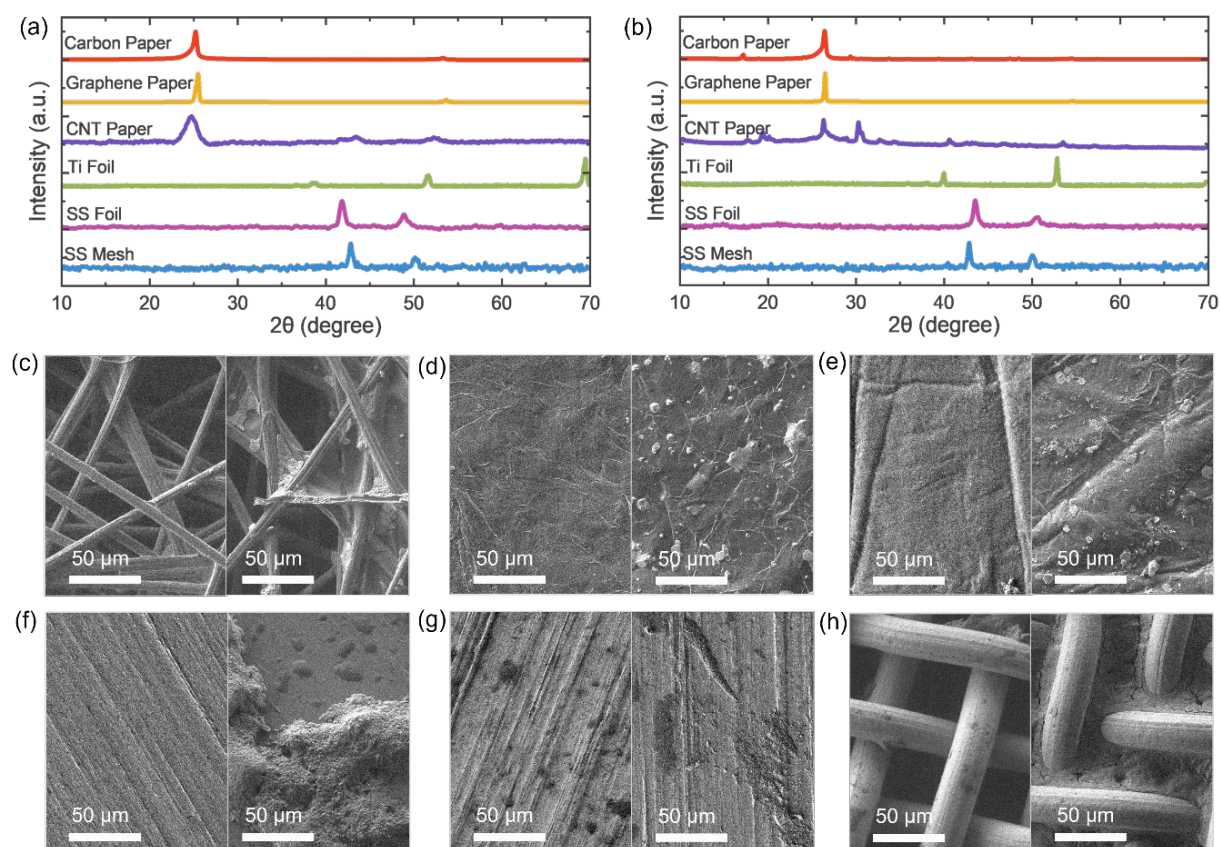 (a)
Carbon Paper
Graphene Paper
CNT Paper
Ti Foil
SS Foil
SS Mesh
Intensity (a.u.)
10 20 30 40 50 60 70
2θ (degree)
(b)
Carbon Paper
Graphene Paper
CNT Paper
Ti Foil
SS Foil
SS Mesh
Intensity (a.u.)
10 20 30 40 50 60 70
2θ (degree)
(c)
50 μm 50 μm
(d)
50 μm 50 μm
(e)
50 μm 50 μm
(f)
50 μm 50 μm
(g)
50 μm 50 μm
(h)
50 μm 50 μm